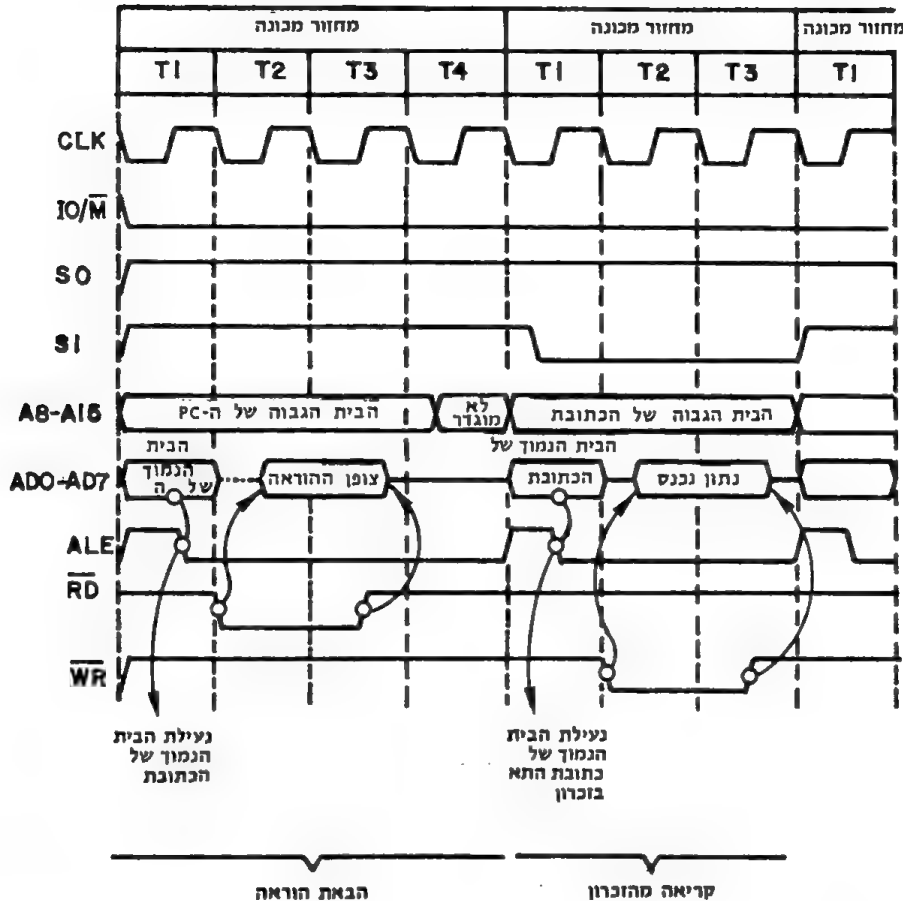 מחזור מכונה מחזור מכונה מחזור מכונה
T1 T2 T3 T4 T1 T2 T3 T1
CLK
IO/M̅
S0
S1
A8-A15
הבית הגבוה של ה-PC
לא
מוגדר
הבית הגבוה של הכתובת
AD0-AD7
הבית
הנמוך
של ה
צופן ההוראה
הבית הנמוך של
הכתובת
נתון נכנס
ALE
R̅D̅
W̅R̅
נעילת הבית
הנמוך של
הכתובת
נעילת הבית
הנמוך של
כתובת התא
בזכרון
הבאת הוראה
קריאה מהזכרון